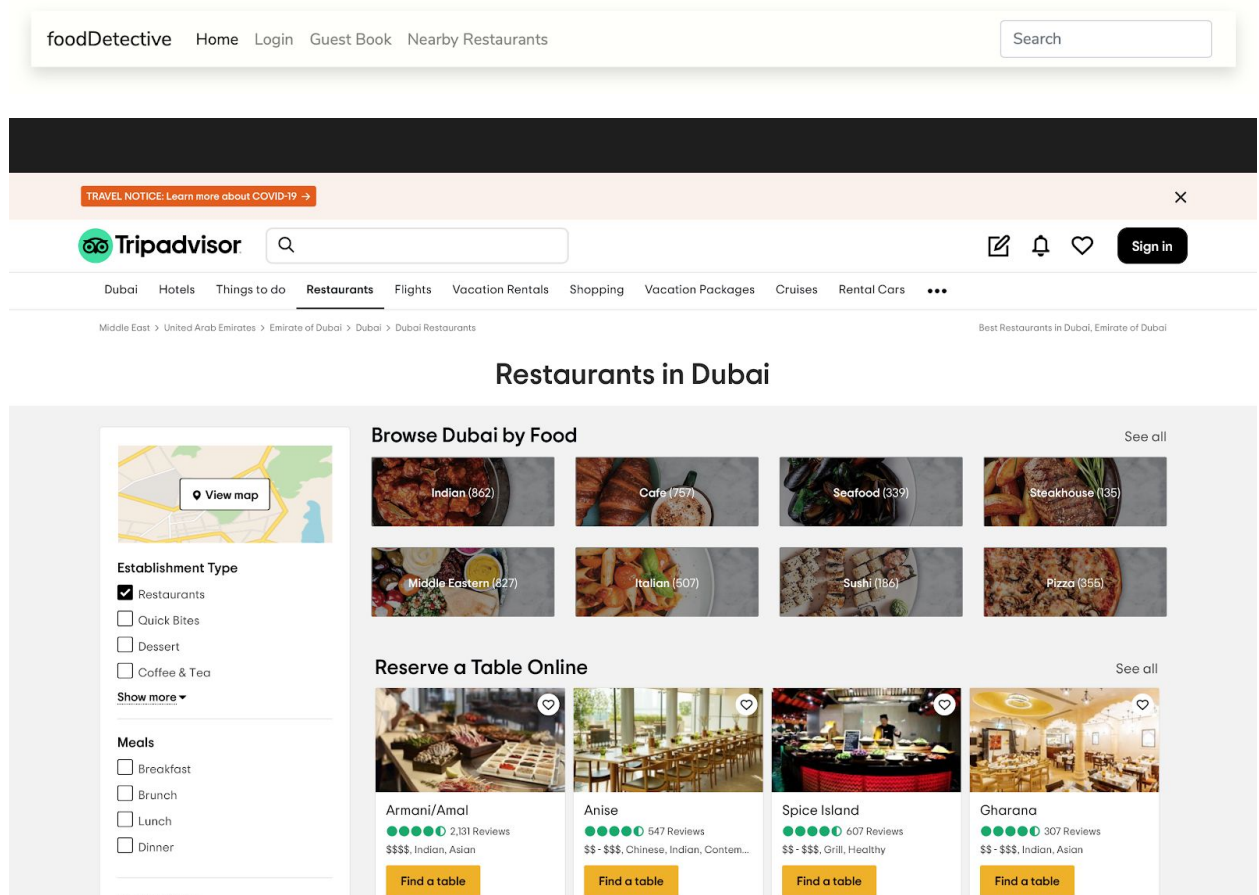 foodDetective Home Login Guest Book Nearby Restaurants Search
TRAVEL NOTICE: Learn more about COVID-19 →
Tripadvisor Sign in
Dubai Hotels Things to do Restaurants Flights Vacation Rentals Shopping Vacation Packages Cruises Rental Cars •••
Middle East > United Arab Emirates > Emirate of Dubai > Dubai > Dubai Restaurants Best Restaurants in Dubai, Emirate of Dubai
Restaurants in Dubai
View map
Establishment Type
Restaurants
Quick Bites
Dessert
Coffee & Tea
Show more
Meals
Breakfast
Brunch
Lunch
Dinner
Browse Dubai by Food See all
Indian (862) Cafe (757) Seafood (339) Steakhouse (135)
Middle Eastern (827) Italian (507) Sushi (186) Pizza (355)
Reserve a Table Online See all
Armani/Amal Anise Spice Island Gharana
2,131 Reviews 547 Reviews 607 Reviews 307 Reviews
$$$$, Indian, Asian $$ - $$$, Chinese, Indian, Contem... $$ - $$$, Grill, Healthy $$ - $$$, Indian, Asian
Find a table Find a table Find a table Find a table